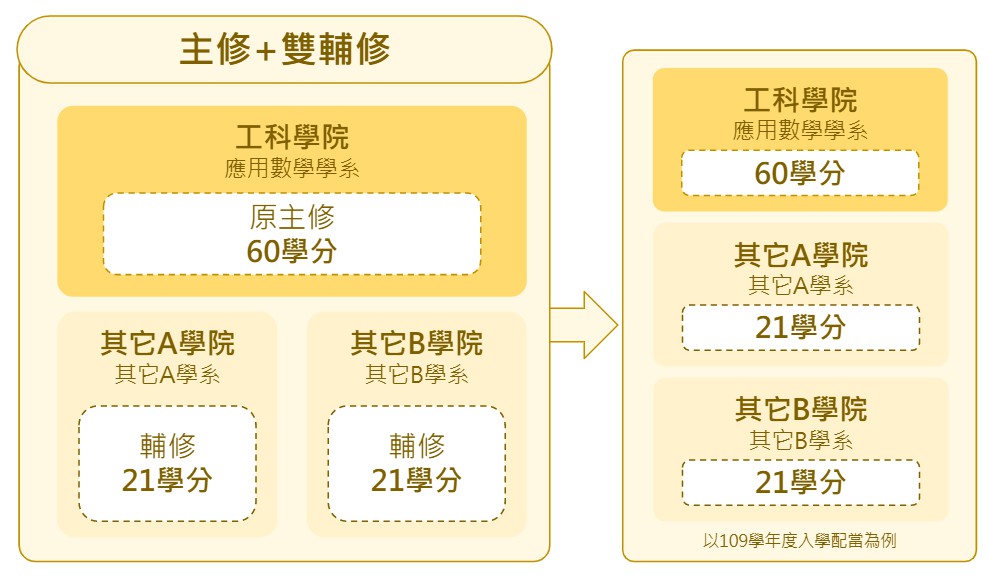 主修+雙輔修
工科學院
應用數學學系
原主修
60學分
其它A學院
其它A學系
輔修
21學分
其它B學院
其它B學系
輔修
21學分
工科學院
應用數學學系
60學分
其它A學院
其它A學系
21學分
其它B學院
其它B學系
21學分
以109學年度入學配當為例